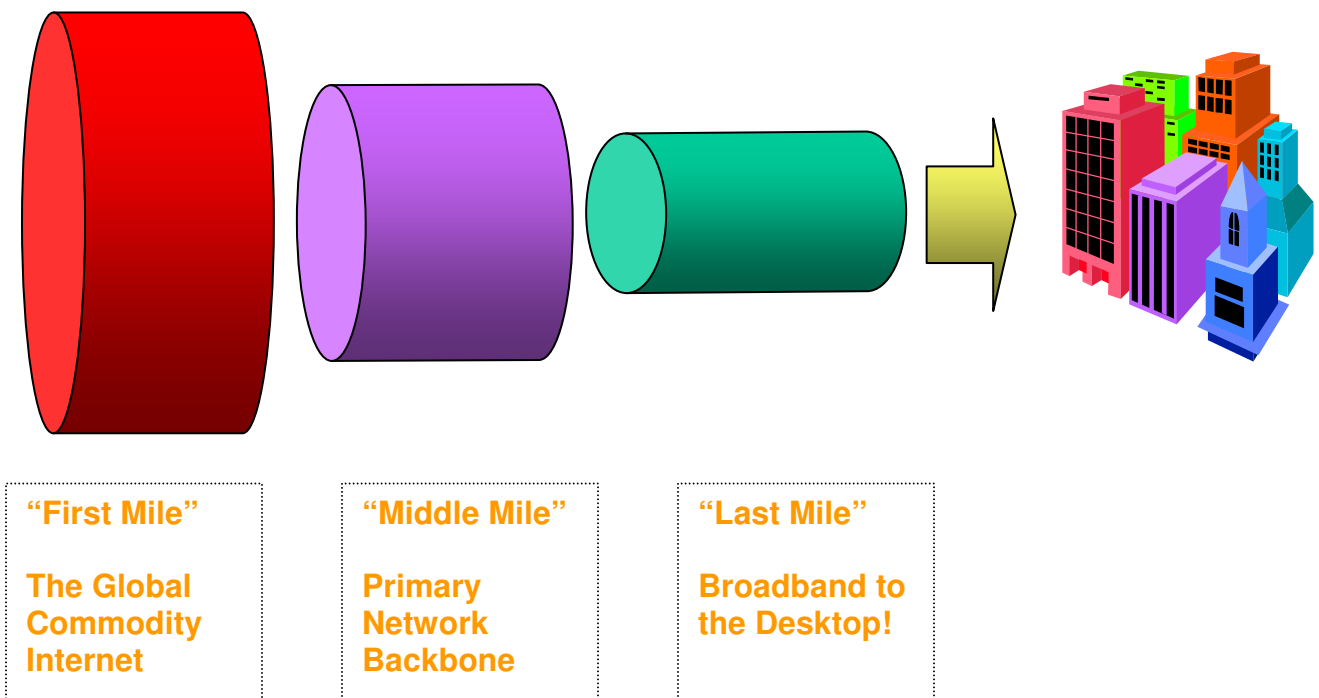 “First Mile”
The Global
Commodity
Internet
“Middle Mile”
Primary
Network
Backbone
“Last Mile”
Broadband to
the Desktop!